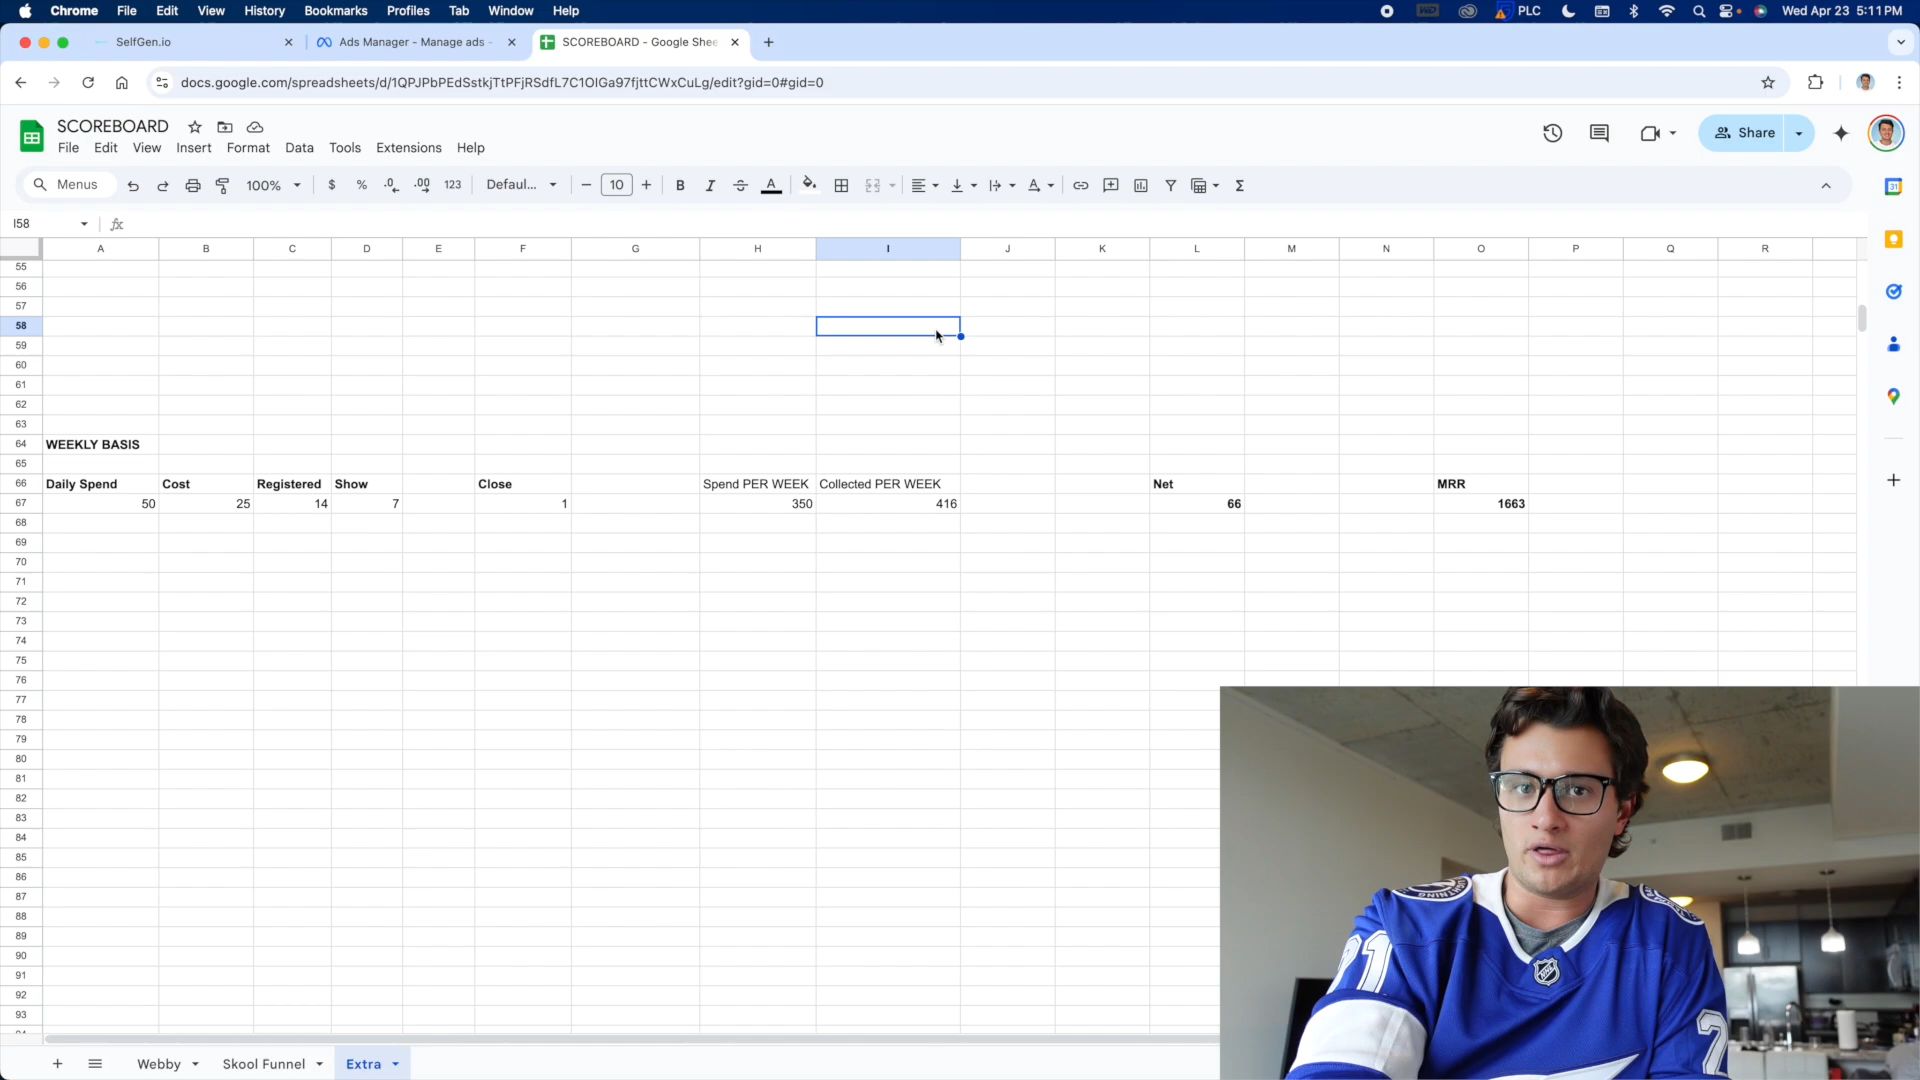 Chrome File Edit View History Bookmarks Profiles Tab Window Help PLC Wed Apr 23 5:11 PM
SelfGen.io Ads Manager - Manage ads - SCOREBOARD - Google Shee
docs.google.com/spreadsheets/d/1QPJPbPEdSstkjTtPFjRSdfL7C1OIGa97fjttCWxCuLg/edit?gid=0#gid=0
SCOREBOARD
File Edit View Insert Format Data Tools Extensions Help
Share
Menus 100% $ % .0 .00 123 Defaul... 10 B I A
I58 fx
A B C D E F G H I J K L M N O P Q R
55
56
57
58
59
60
61
62
63
64 WEEKLY BASIS
65
66 Daily Spend Cost Registered Show Close Spend PER WEEK Collected PER WEEK Net MRR
67 50 25 14 7 1 350 416 66 1663
68
69
70
71
72
73
74
75
76
77
78
79
80
81
82
83
84
85
86
87
88
89
90
91
92
93
Webby Skool Funnel Extra
LIGHTNING
21
NHL
2
31